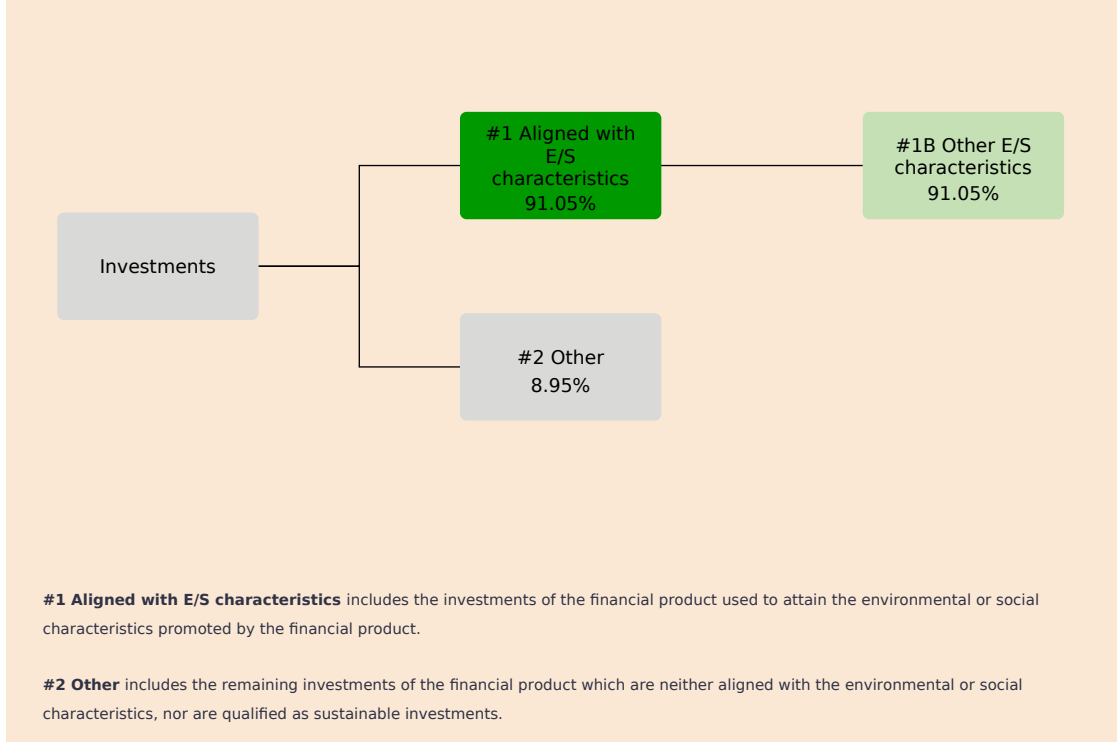 #1 Aligned with
E/S
characteristics
91.05%
#1B Other E/S
characteristics
91.05%
Investments
#2 Other
8.95%
#1 Aligned with E/S characteristics includes the investments of the financial product used to attain the environmental or social
characteristics promoted by the financial product.
#2 Other includes the remaining investments of the financial product which are neither aligned with the environmental or social
characteristics, nor are qualified as sustainable investments.